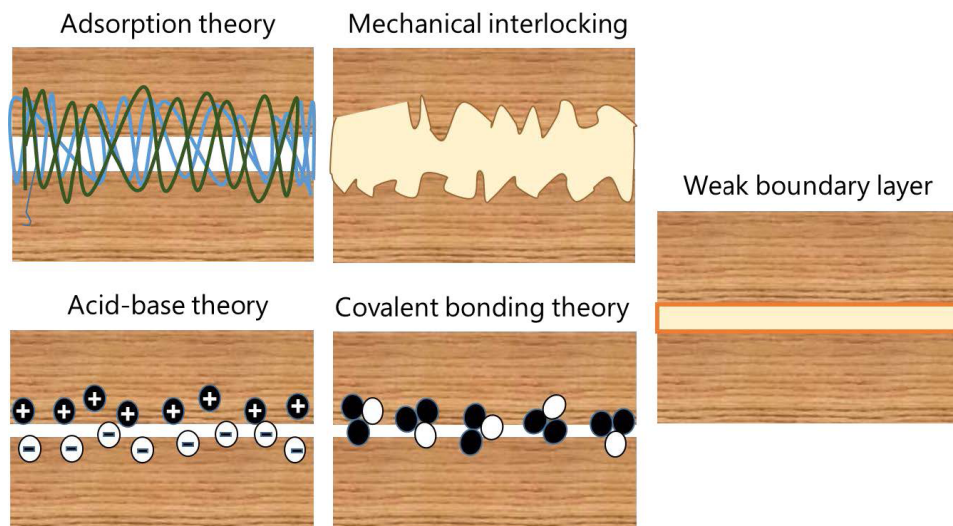 Adsorption theory
Mechanical interlocking
Weak boundary layer
Acid-base theory
Covalent bonding theory
+ + + + + + + +
- - - - - - - -